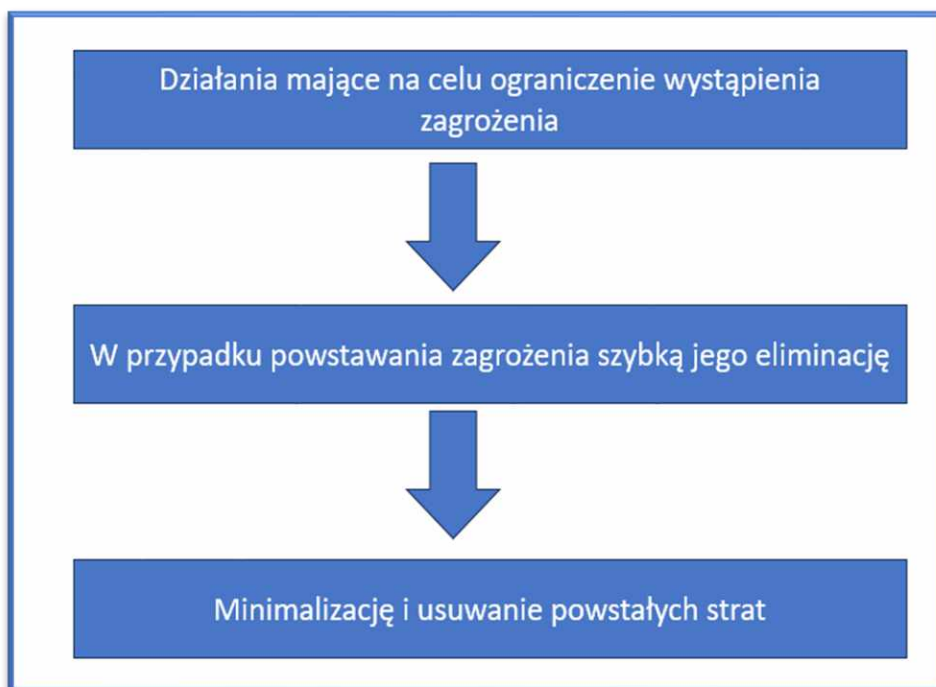 Działania mające na celu ograniczenie wystąpienia
zagrożenia
W przypadku powstawania zagrożenia szybką jego eliminację
Minimalizację i usuwanie powstałych strat